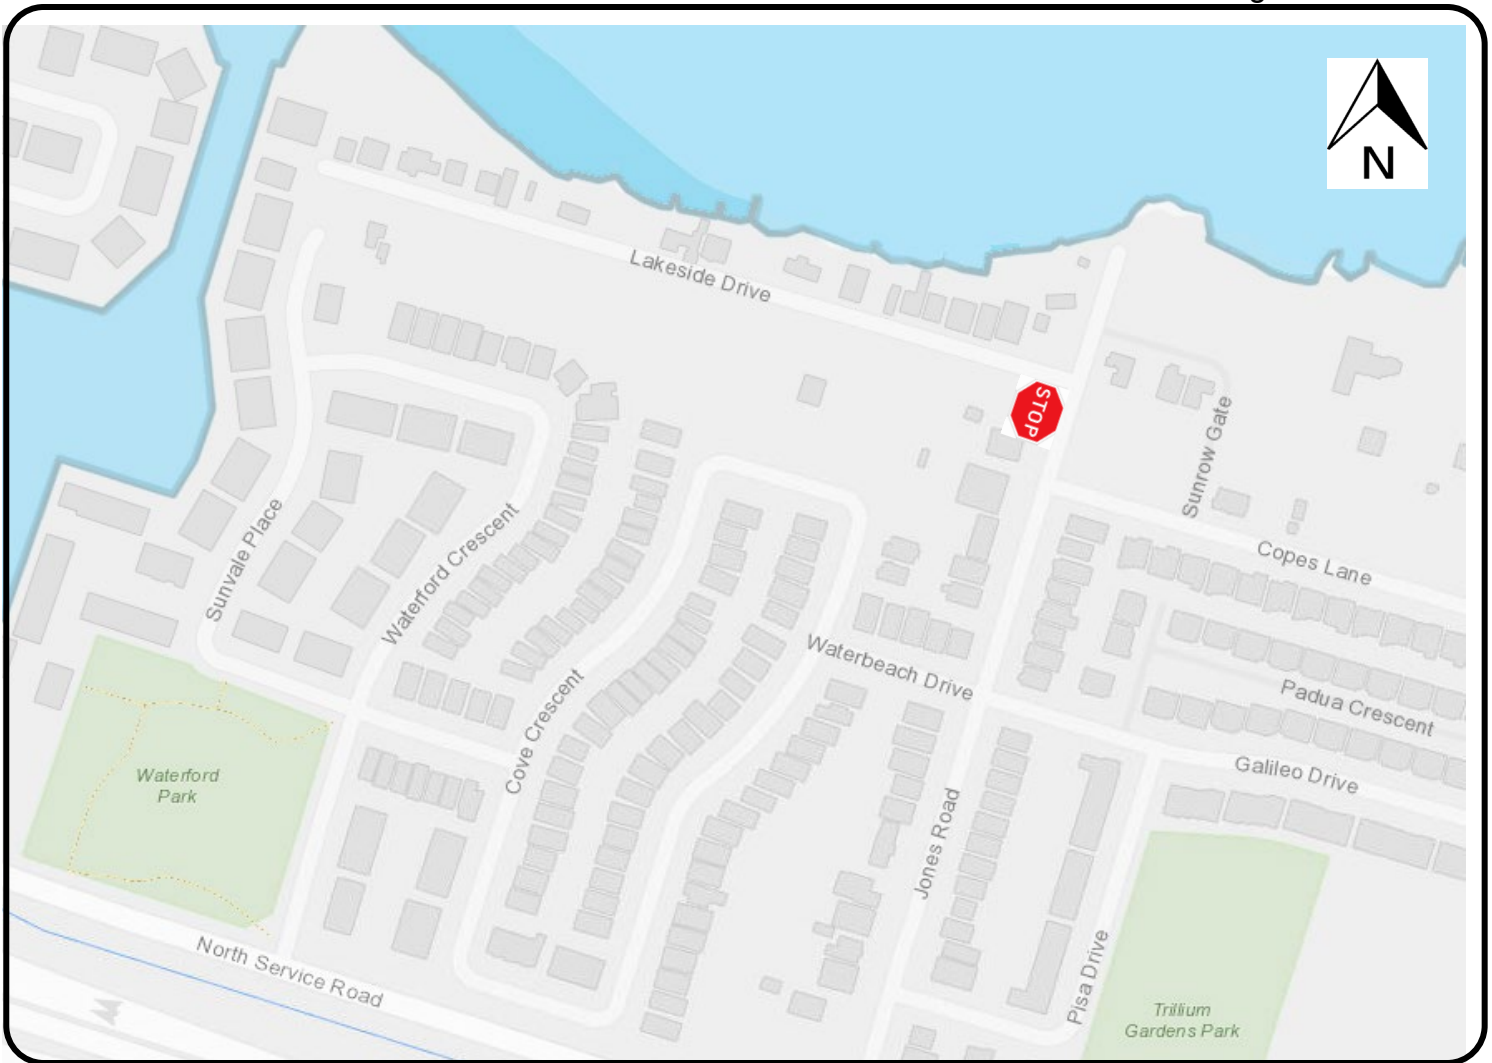 N
Lakeside Drive
STOP
Sunrow Gate
Sunvale Place
Waterford Crescent
Copes Lane
Waterbeach Drive
Cove Crescent
Padua Crescent
Waterford
Park
Galileo Drive
Jones Road
North Service Road
Pisa Drive
Trillium
Gardens Park